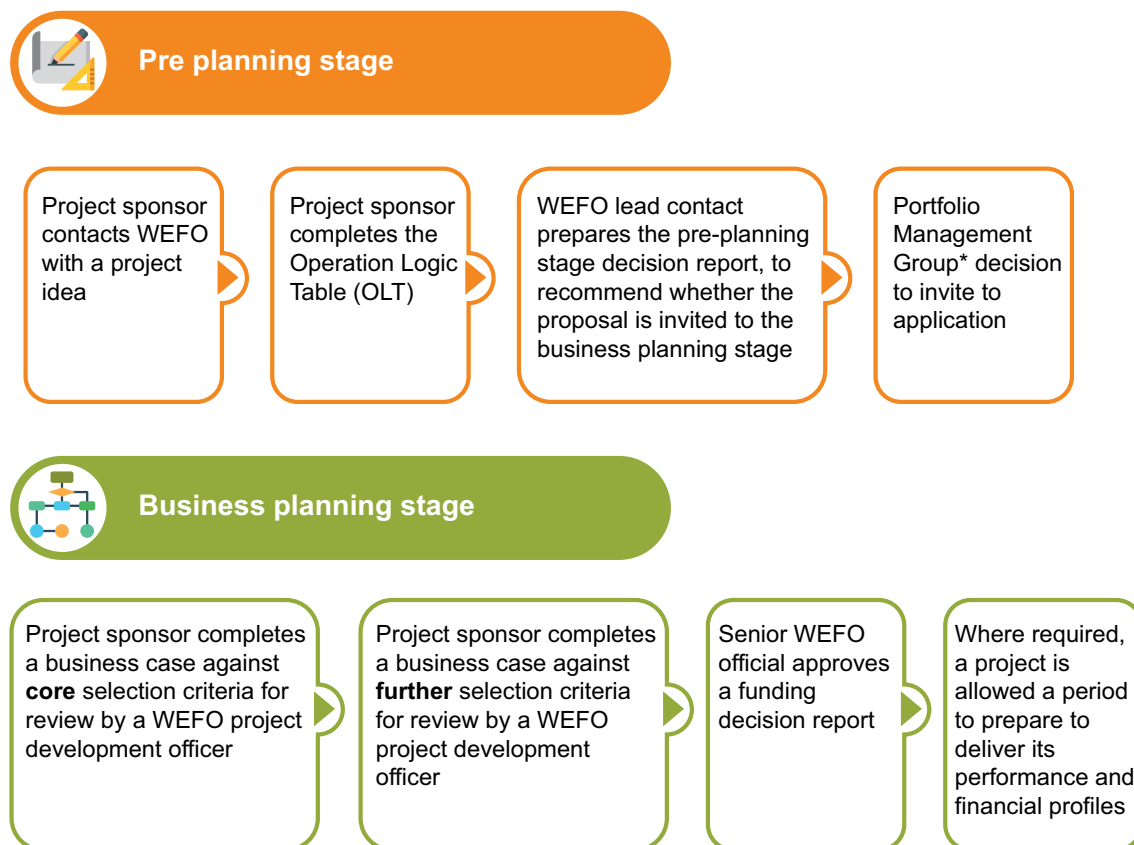 Pre planning stage
Project sponsor
contacts WEFO
with a project
idea
Project sponsor
completes the
Operation Logic
Table (OLT)
WEFO lead contact
prepares the pre-planning
stage decision report, to
recommend whether the
proposal is invited to the
business planning stage
Portfolio
Management
Group* decision
to invite to
application
Business planning stage
Project sponsor completes
a business case against
core selection criteria for
review by a WEFO project
development officer
Project sponsor completes
a business case against
further selection criteria
for review by a WEFO
project development
officer
Senior WEFO
official approves
a funding
decision report
Where required,
a project is
allowed a period
to prepare to
deliver its
performance and
financial profiles